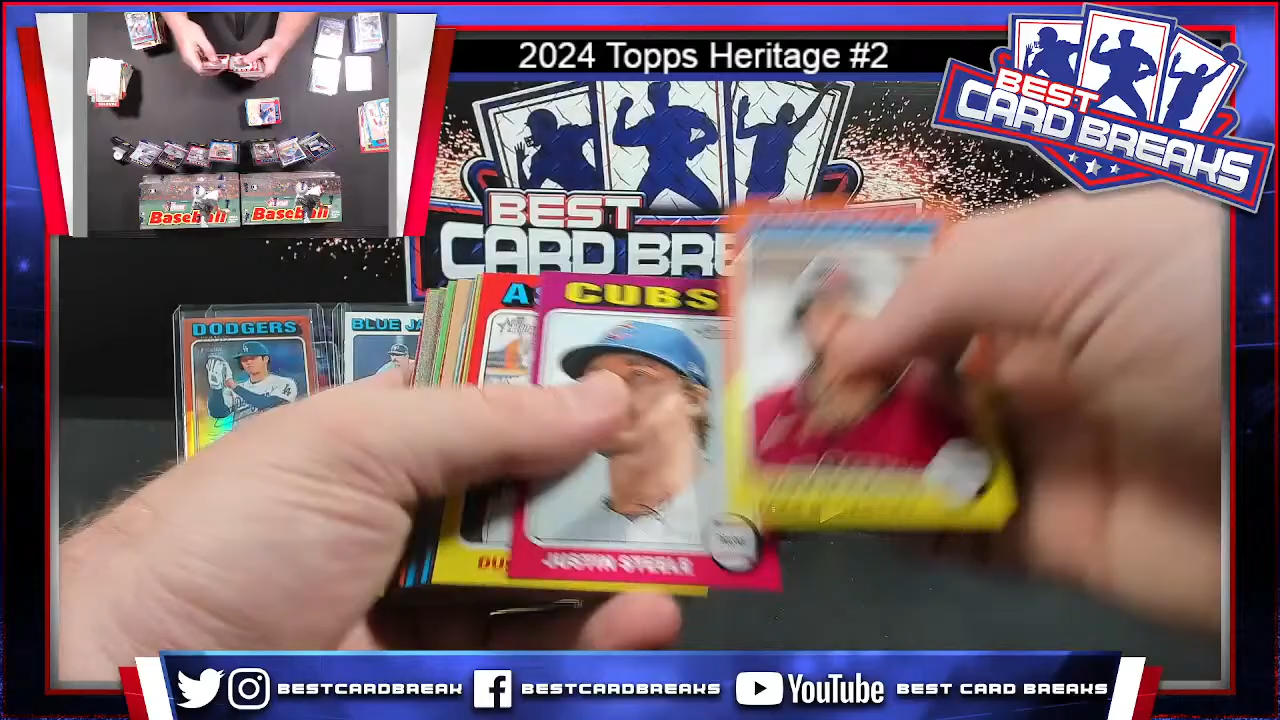 2024 Topps Heritage #2
BEST
CARD BREAKS
BEST
CARD BRE
Baseball
Baseball
DODGERS
BLUE JA
A
CUBS
DU
JUSTIN STEELE
BESTCARDBREAK
BESTCARDBREAKS
YouTube BEST CARD BREAKS